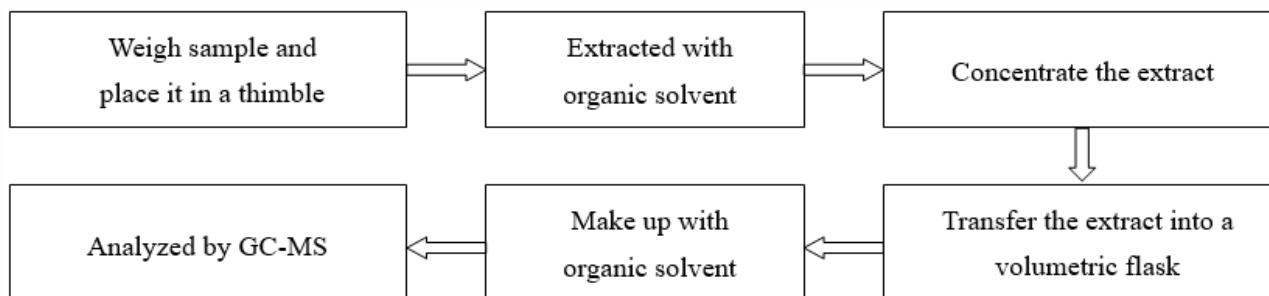 Weigh sample and
place it in a thimble
Extracted with
organic solvent
Concentrate the extract
Transfer the extract into a
volumetric flask
Make up with
organic solvent
Analyzed by GC-MS